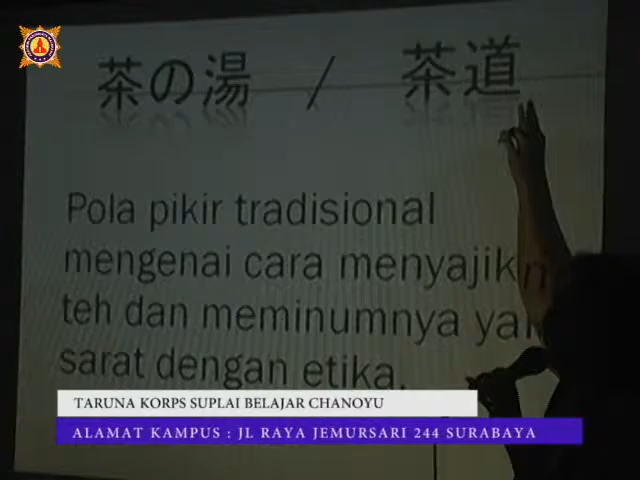 茶の湯 / 茶道
Pola pikir tradisional
mengenai cara menyajik n
teh dan meminumnya ya
sarat dengan etika.
TARUNA KORPS SUPLAI BELAJAR CHANOYU
ALAMAT KAMPUS : JL RAYA JEMURSARI 244 SURABAYA